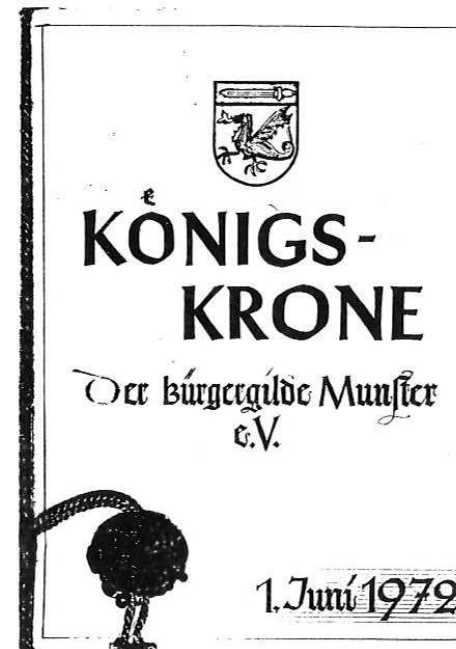 KÖNIGS-
KRONE
Der Bürgergilde Munster
e.V.
1. Juni 1972